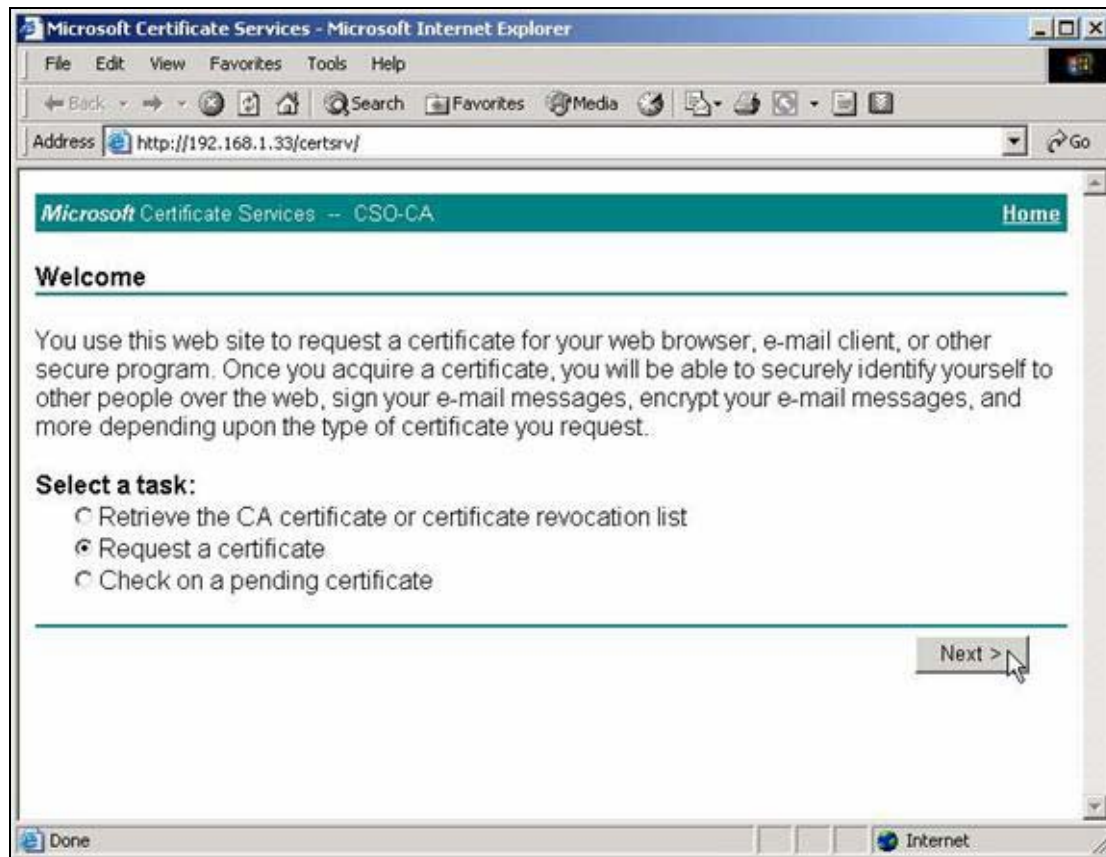 Microsoft Certificate Services - Microsoft Internet Explorer
File Edit View Favorites Tools Help
Back Search Favorites Media
Address http://192.168.1.33/certsrv/ Go
Microsoft Certificate Services -- CSO-CA Home
Welcome
You use this web site to request a certificate for your web browser, e-mail client, or other
secure program. Once you acquire a certificate, you will be able to securely identify yourself to
other people over the web, sign your e-mail messages, encrypt your e-mail messages, and
more depending upon the type of certificate you request.
Select a task:
Retrieve the CA certificate or certificate revocation list
Request a certificate
Check on a pending certificate
Next >
Done Internet